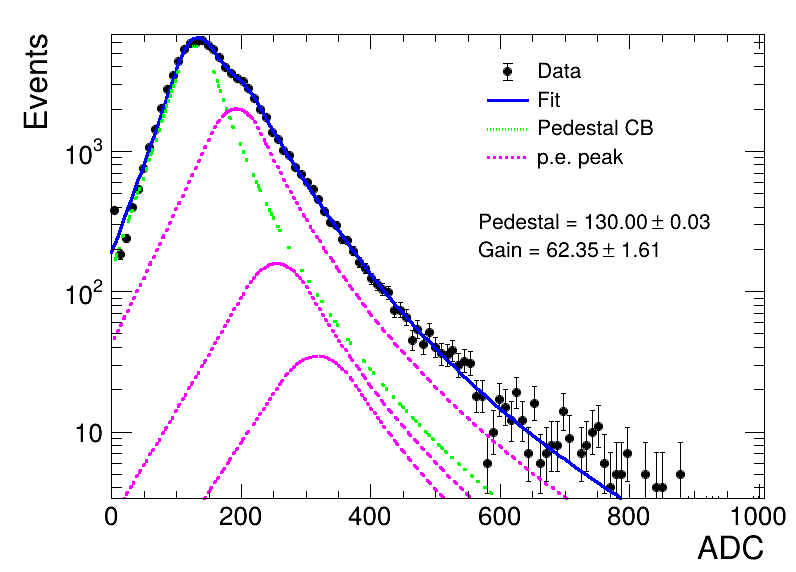 Events
Data
Fit
Pedestal CB
p.e. peak
Pedestal = 130.00 ± 0.03
Gain = 62.35 ± 1.61
10³
10²
10
0 200 400 600 800 1000
ADC